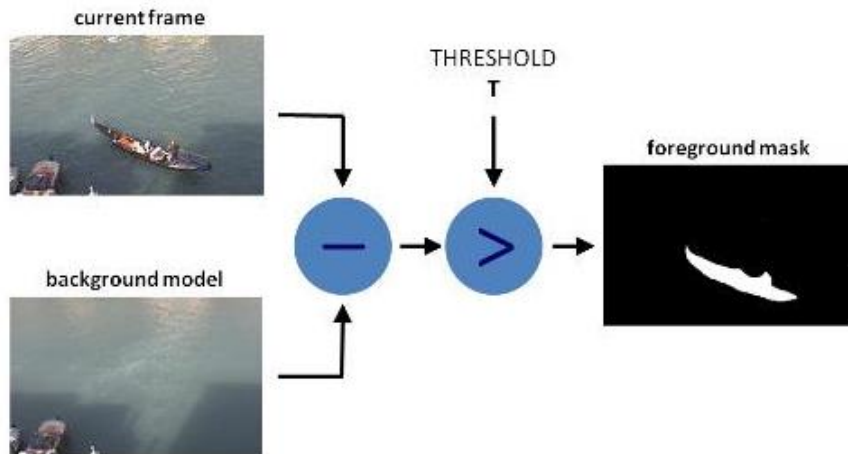 current frame
THRESHOLD
T
foreground mask
background model